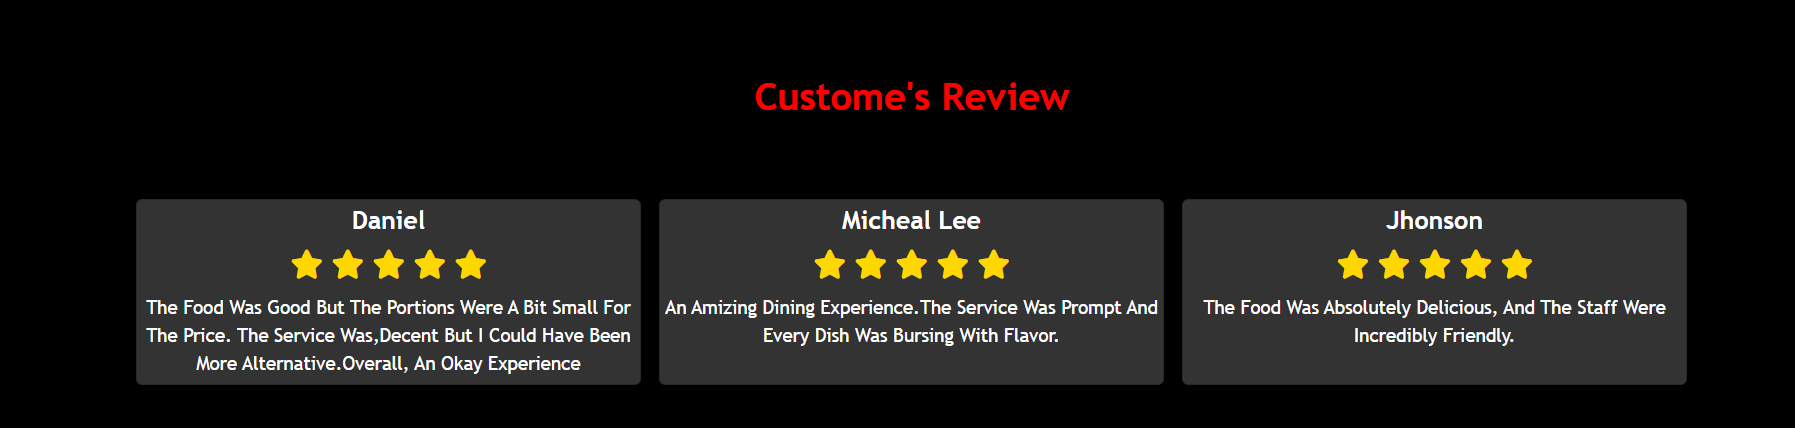 Custome's Review
Daniel
The Food Was Good But The Portions Were A Bit Small For
The Price. The Service Was,Decent But I Could Have Been
More Alternative.Overall, An Okay Experience
Micheal Lee
An Amizing Dining Experience.The Service Was Prompt And
Every Dish Was Bursing With Flavor.
Jhonson
The Food Was Absolutely Delicious, And The Staff Were
Incredibly Friendly.